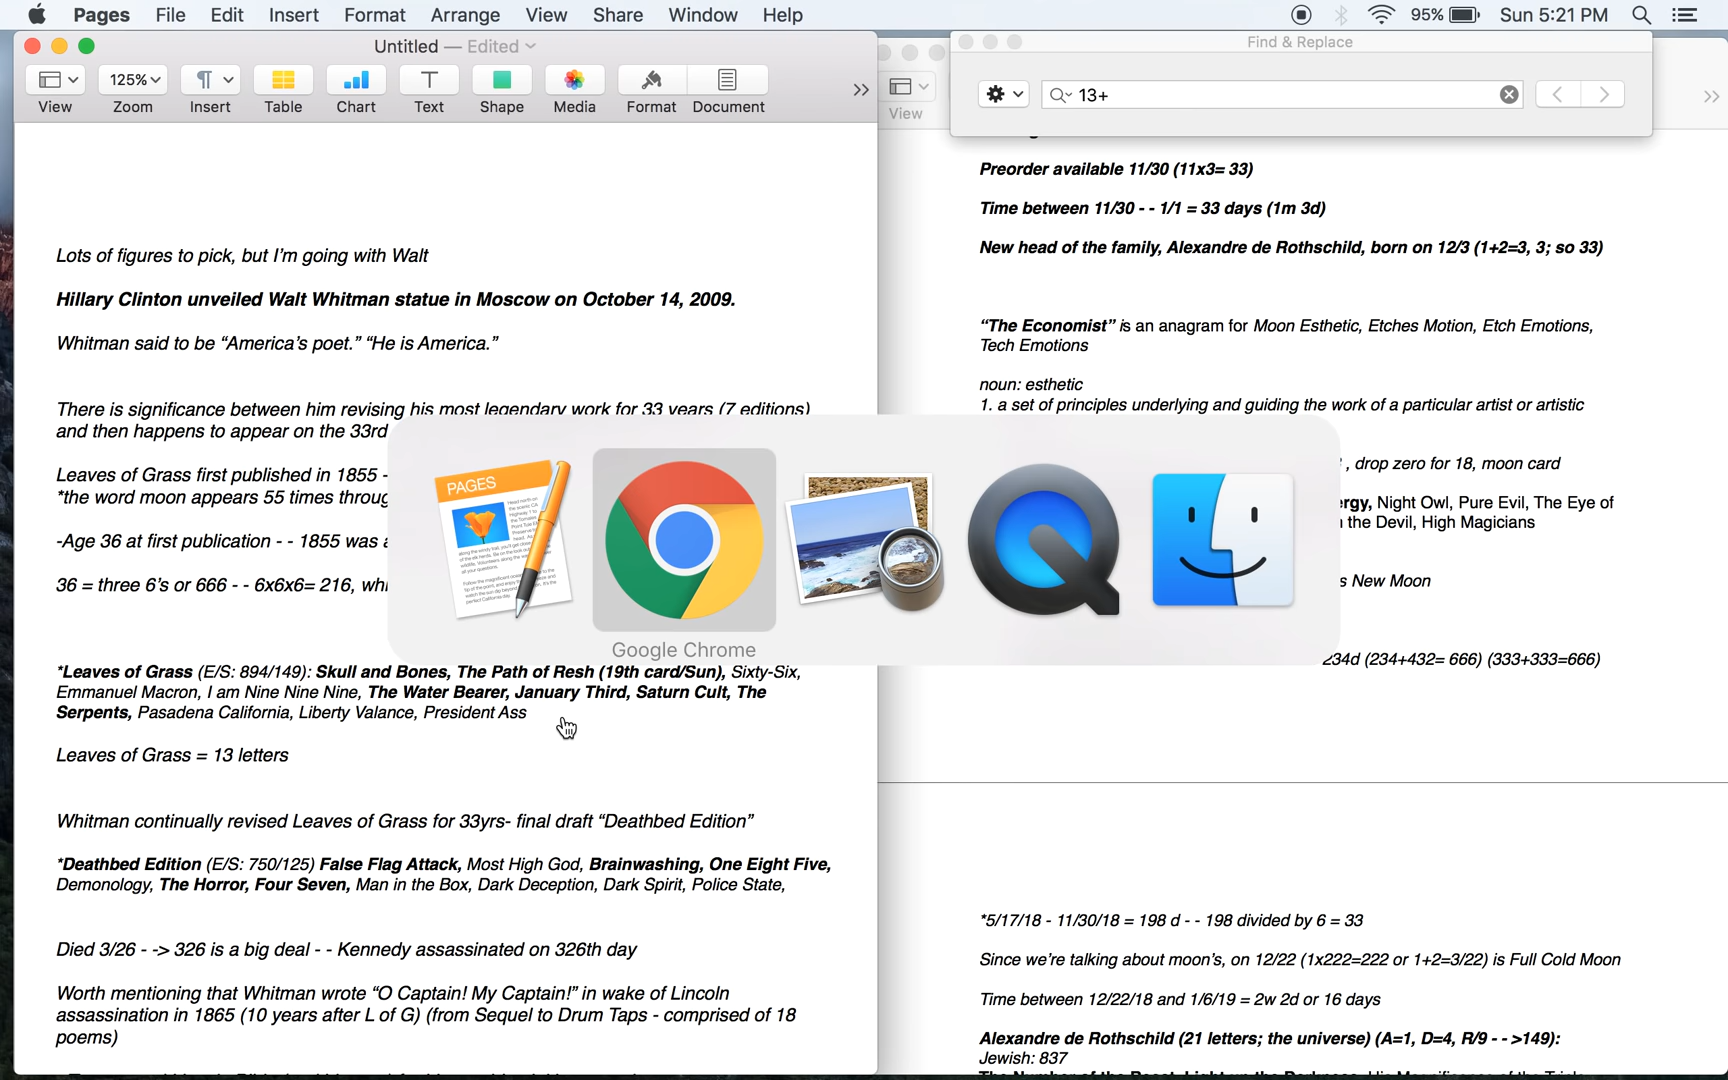 Pages File Edit Insert Format Arrange View Share Window Help 95% Sun 5:21 PM
Untitled — Edited
View 125% Zoom Insert Table Chart Text Shape Media Format Document
Lots of figures to pick, but I'm going with Walt
Hillary Clinton unveiled Walt Whitman statue in Moscow on October 14, 2009.
Whitman said to be “America's poet.” “He is America.”
There is significance between him revising his most legendary work for 33 years (7 editions)
and then happens to appear on the 33rd
Leaves of Grass first published in 1855 -
*the word moon appears 55 times throug
-Age 36 at first publication - - 1855 was a
36 = three 6's or 666 - - 6x6x6= 216, whi
*Leaves of Grass (E/S: 894/149): Skull and Bones, The Path of Resh (19th card/Sun), Sixty-Six,
Emmanuel Macron, I am Nine Nine Nine, The Water Bearer, January Third, Saturn Cult, The
Serpents, Pasadena California, Liberty Valance, President Ass
Leaves of Grass = 13 letters
Whitman continually revised Leaves of Grass for 33yrs- final draft “Deathbed Edition”
*Deathbed Edition (E/S: 750/125) False Flag Attack, Most High God, Brainwashing, One Eight Five,
Demonology, The Horror, Four Seven, Man in the Box, Dark Deception, Dark Spirit, Police State,
Died 3/26 - -> 326 is a big deal - - Kennedy assassinated on 326th day
Worth mentioning that Whitman wrote “O Captain! My Captain!” in wake of Lincoln
assassination in 1865 (10 years after L of G) (from Sequel to Drum Taps - comprised of 18
poems)
PAGES
Google Chrome
View
Find & Replace
13+
Preorder available 11/30 (11x3= 33)
Time between 11/30 - - 1/1 = 33 days (1m 3d)
New head of the family, Alexandre de Rothschild, born on 12/3 (1+2=3, 3; so 33)
“The Economist” is an anagram for Moon Esthetic, Etches Motion, Etch Emotions,
Tech Emotions
noun: esthetic
1. a set of principles underlying and guiding the work of a particular artist or artistic
, drop zero for 18, moon card
ergy, Night Owl, Pure Evil, The Eye of
the Devil, High Magicians
s New Moon
234d (234+432= 666) (333+333=666)
*5/17/18 - 11/30/18 = 198 d - - 198 divided by 6 = 33
Since we're talking about moon's, on 12/22 (1x222=222 or 1+2=3/22) is Full Cold Moon
Time between 12/22/18 and 1/6/19 = 2w 2d or 16 days
Alexandre de Rothschild (21 letters; the universe) (A=1, D=4, R/9 - ->149):
Jewish: 837